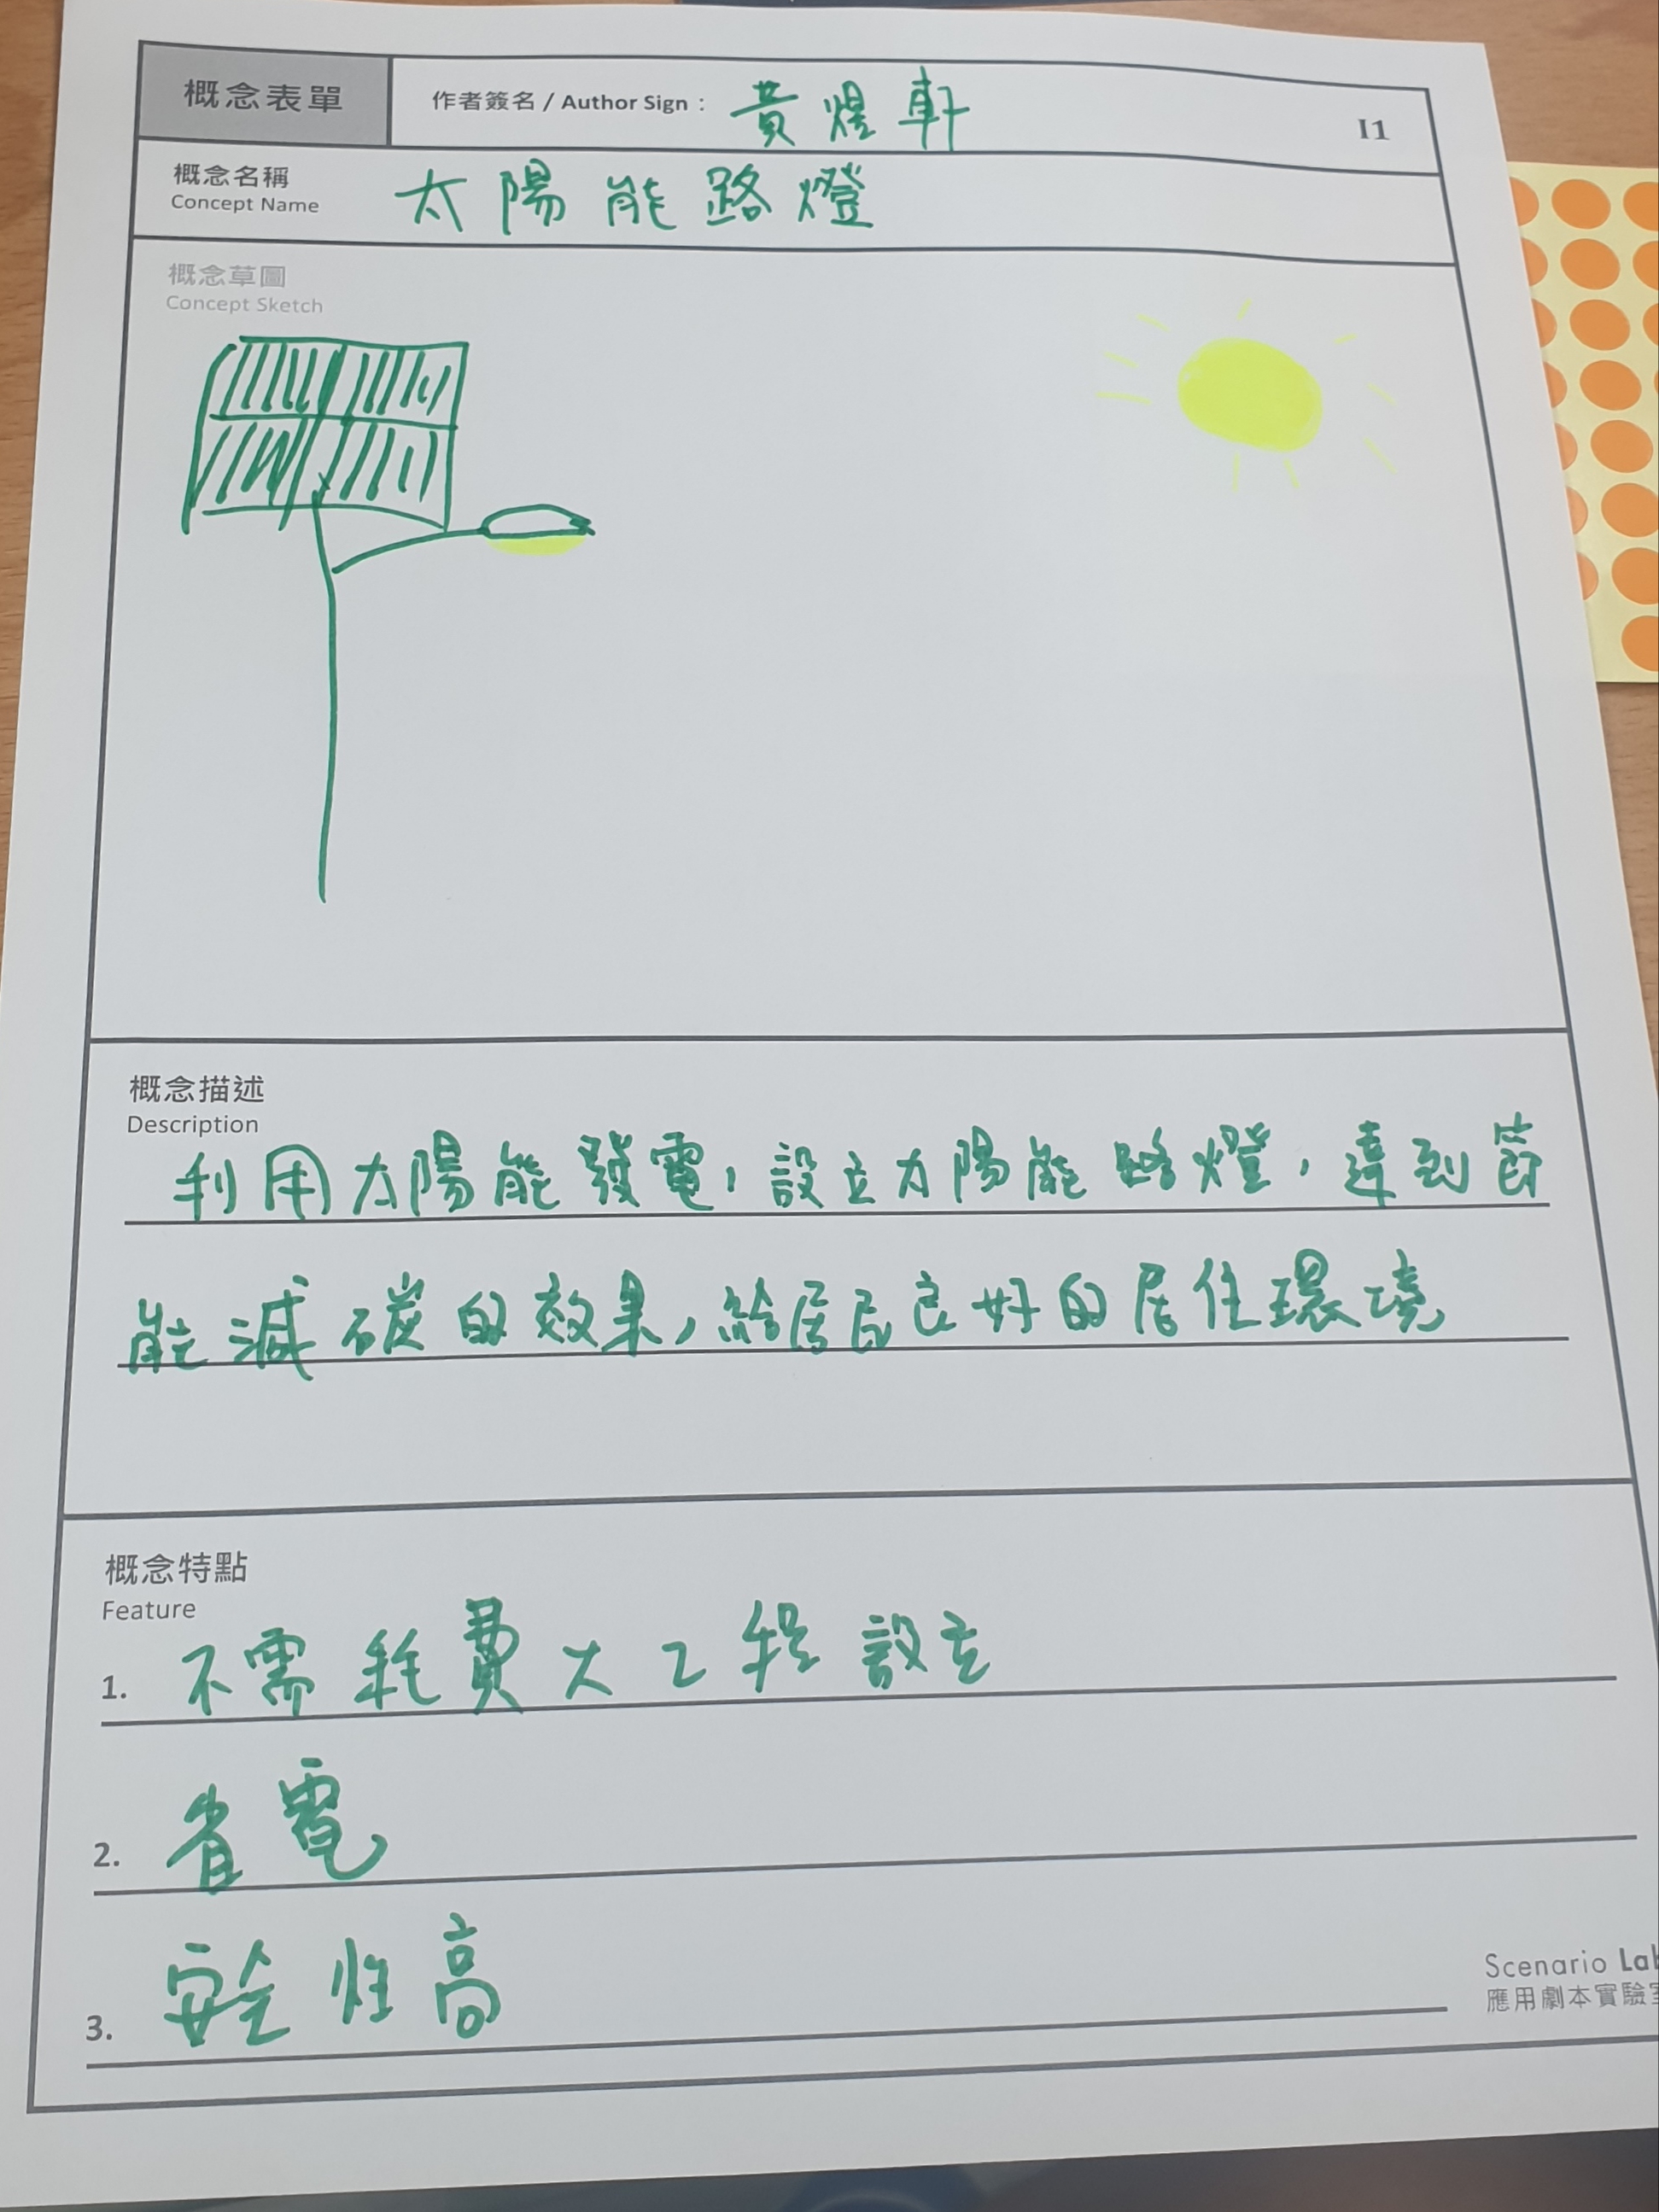 概念表單
作者簽名 / Author Sign : 黃煜軒
I1
概念名稱
Concept Name
太陽能路燈
概念草圖
Concept Sketch
概念描述
Description
利用太陽能發電,設立太陽能路燈,達到節
能減碳的效果,給居民良好的居住環境
概念特點
Feature
1. 不需耗費大工程設立
2. 省電
3. 安全性高
Scenario Lab
應用劇本實驗室